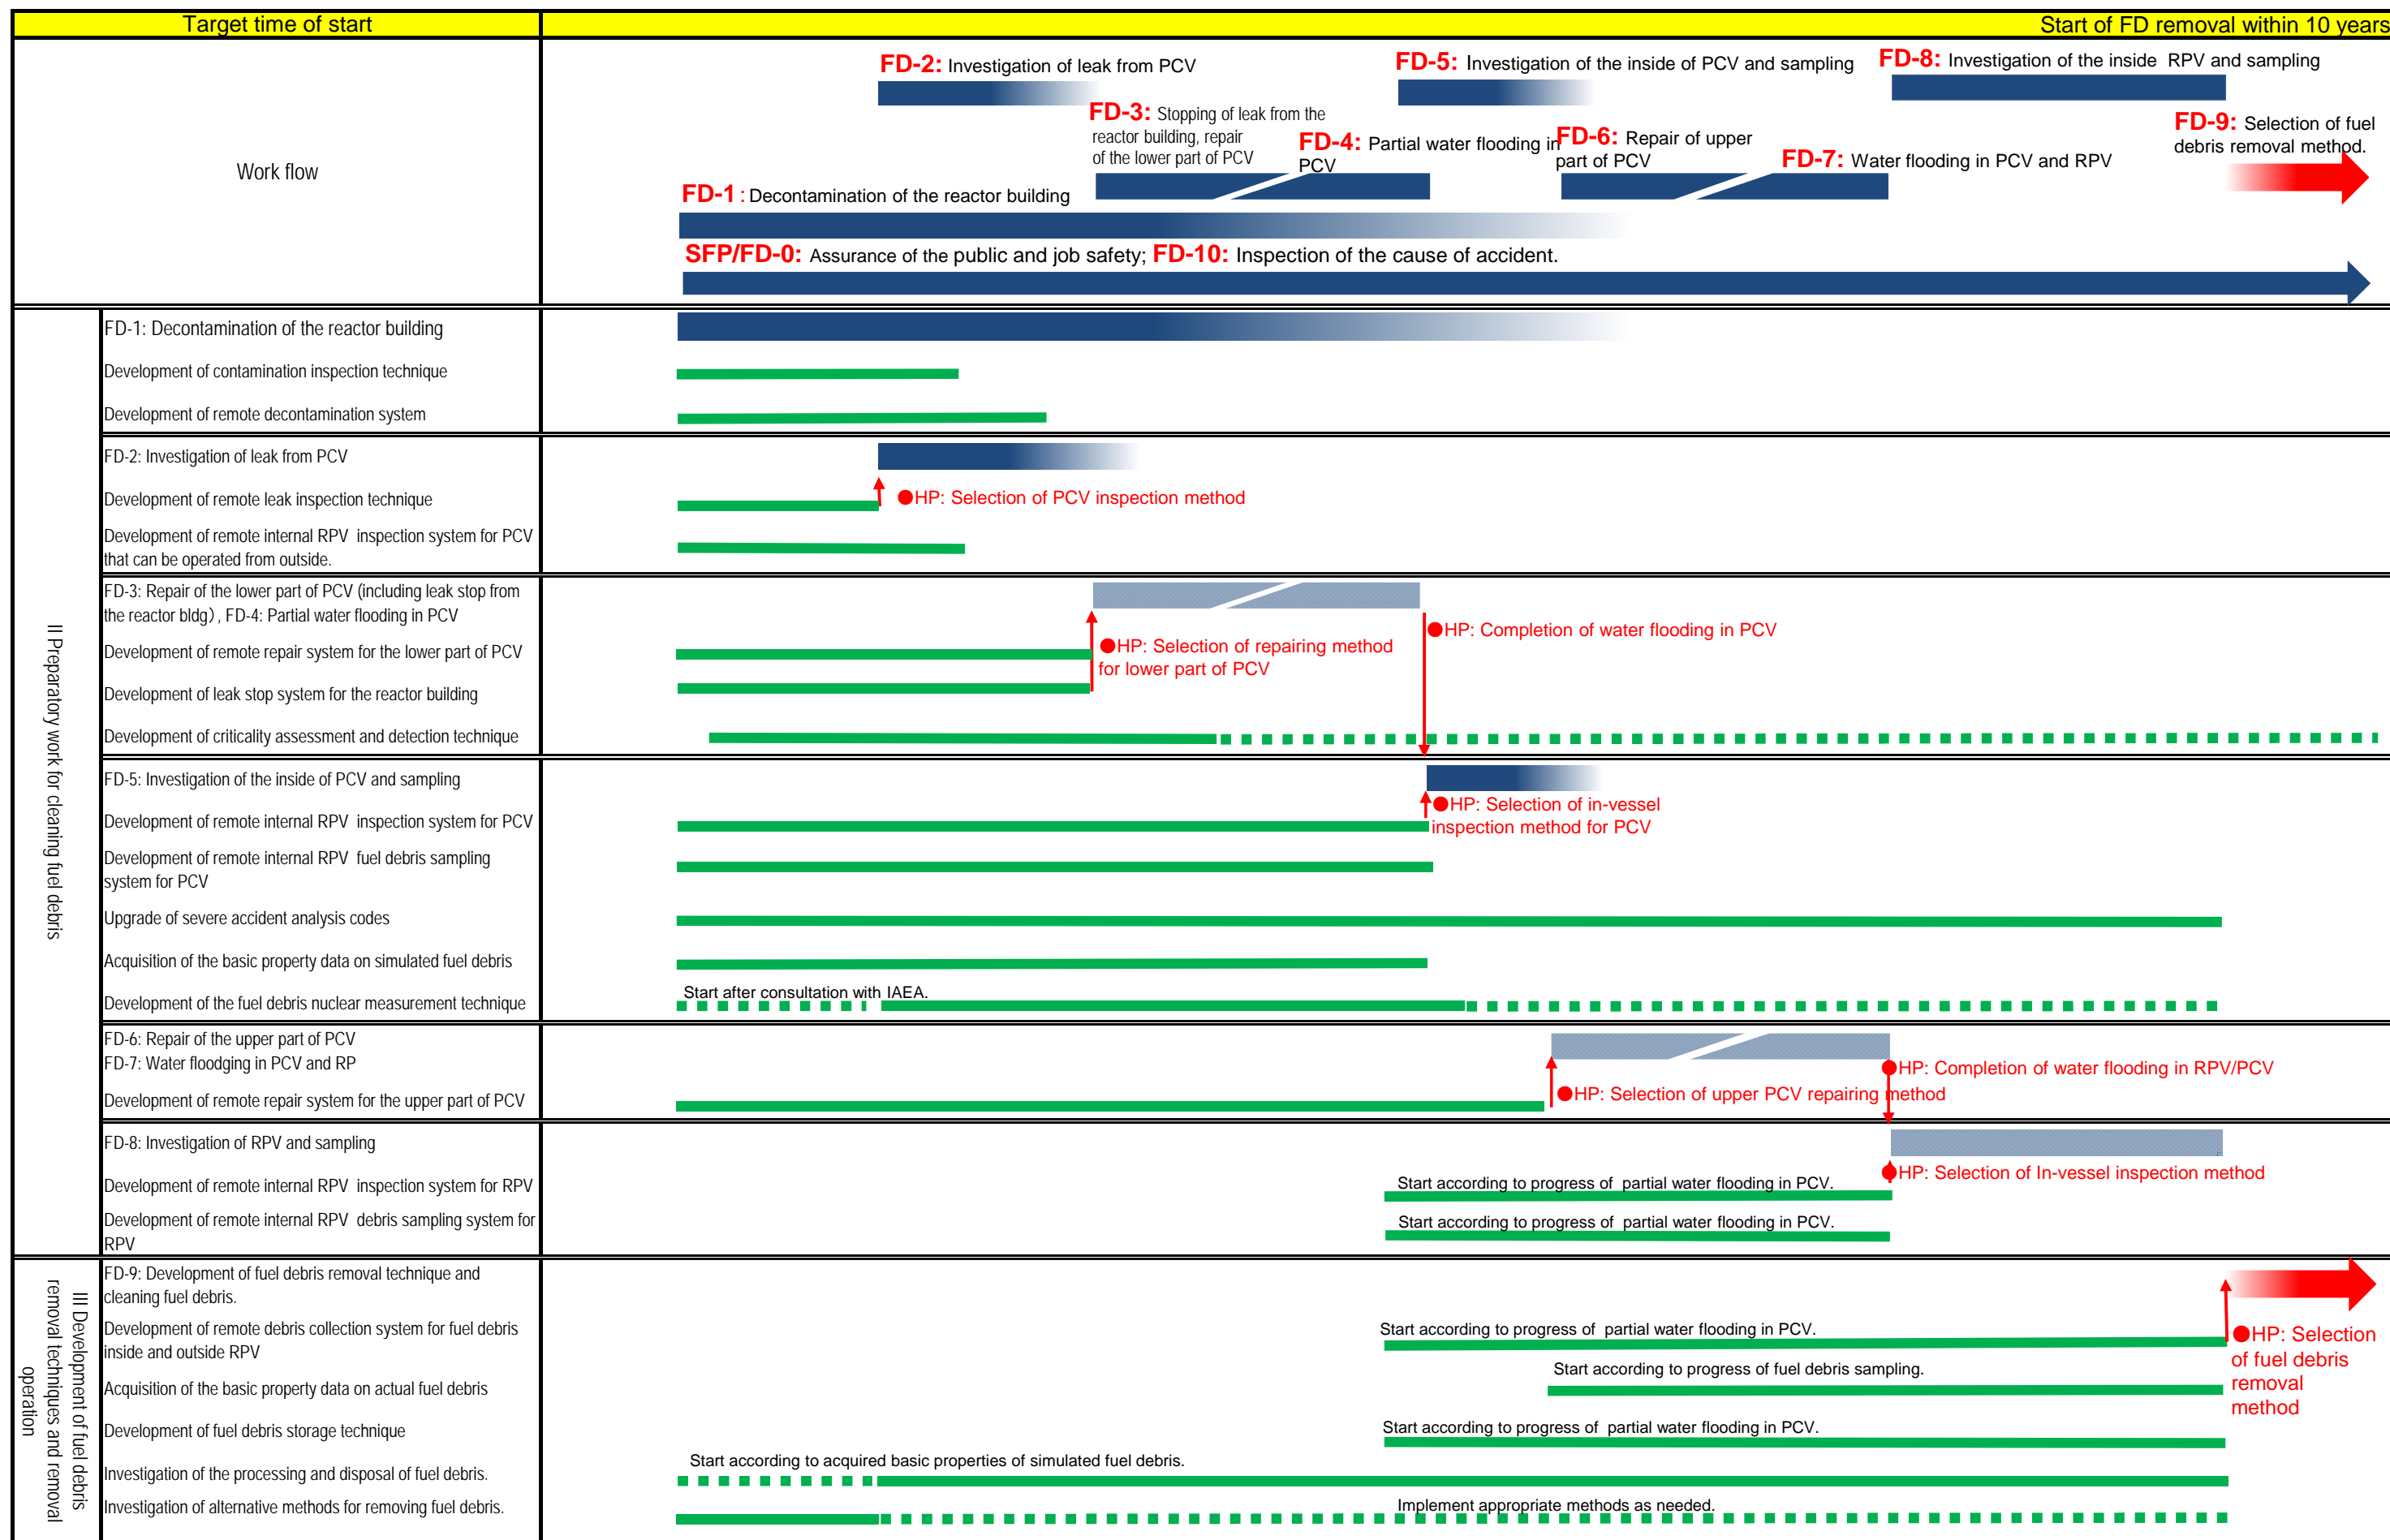 Target time of start
Start of FD removal within 10 years
Work flow
FD-2: Investigation of leak from PCV
FD-5: Investigation of the inside of PCV and sampling
FD-8: Investigation of the inside RPV and sampling
FD-3: Stopping of leak from the
reactor building, repair
of the lower part of PCV
FD-4: Partial water flooding in
PCV
FD-6: Repair of upper
part of PCV
FD-7: Water flooding in PCV and RPV
FD-9: Selection of fuel
debris removal method.
FD-1 : Decontamination of the reactor building
SFP/FD-0: Assurance of the public and job safety; FD-10: Inspection of the cause of accident.
II Preparatory work for cleaning fuel debris
FD-1: Decontamination of the reactor building
Development of contamination inspection technique
Development of remote decontamination system
FD-2: Investigation of leak from PCV
Development of remote leak inspection technique
●HP: Selection of PCV inspection method
Development of remote internal RPV inspection system for PCV
that can be operated from outside.
FD-3: Repair of the lower part of PCV (including leak stop from
the reactor bldg) , FD-4: Partial water flooding in PCV
●HP: Completion of water flooding in PCV
Development of remote repair system for the lower part of PCV
●HP: Selection of repairing method
for lower part of PCV
Development of leak stop system for the reactor building
Development of criticality assessment and detection technique
FD-5: Investigation of the inside of PCV and sampling
●HP: Selection of in-vessel
inspection method for PCV
Development of remote internal RPV inspection system for PCV
Development of remote internal RPV fuel debris sampling
system for PCV
Upgrade of severe accident analysis codes
Acquisition of the basic property data on simulated fuel debris
Development of the fuel debris nuclear measurement technique
Start after consultation with IAEA.
FD-6: Repair of the upper part of PCV
FD-7: Water floodging in PCV and RP
●HP: Completion of water flooding in RPV/PCV
Development of remote repair system for the upper part of PCV
●HP: Selection of upper PCV repairing method
FD-8: Investigation of RPV and sampling
●HP: Selection of In-vessel inspection method
Development of remote internal RPV inspection system for RPV
Start according to progress of partial water flooding in PCV.
Development of remote internal RPV debris sampling system for
RPV
Start according to progress of partial water flooding in PCV.
III Development of fuel debris
removal techniques and removal
operation
FD-9: Development of fuel debris removal technique and
cleaning fuel debris.
Development of remote debris collection system for fuel debris
inside and outside RPV
Start according to progress of partial water flooding in PCV.
●HP: Selection
of fuel debris
removal
method
Acquisition of the basic property data on actual fuel debris
Start according to progress of fuel debris sampling.
Development of fuel debris storage technique
Start according to progress of partial water flooding in PCV.
Investigation of the processing and disposal of fuel debris.
Start according to acquired basic properties of simulated fuel debris.
Investigation of alternative methods for removing fuel debris.
Implement appropriate methods as needed.